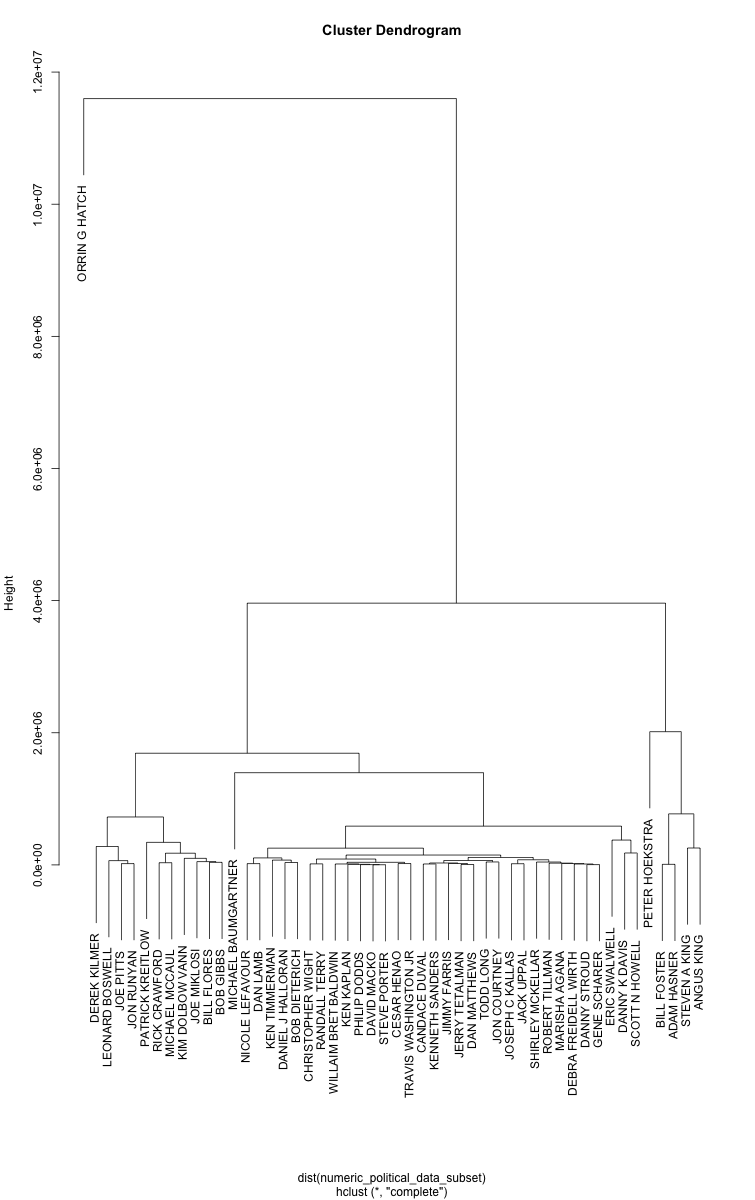 Cluster Dendrogram
Height
1.2e+07
1.0e+07
8.0e+06
6.0e+06
4.0e+06
2.0e+06
0.0e+00
ORRIN G HATCH
DEREK KILMER
LEONARD BOSWELL
JOE PITTS
JON RUNYAN
PATRICK KREITLOW
RICK CRAWFORD
MICHAEL MCCAUL
KIM DOLBOW VANN
JOE MIKLOSI
BILL FLORES
BOB GIBBS
MICHAEL BAUMGARTNER
NICOLE LEFAVOUR
DAN LAMB
KEN TIMMERMAN
DANIEL J HALLORAN
BOB DIETERICH
CHRISTOPHER WIGHT
RANDALL TERRY
WILLAIM BRET BALDWIN
KEN KAPLAN
PHILIP DODDS
DAVID MACKO
STEVE PORTER
CESAR HENAO
TRAVIS WASHINGTON JR
CANDACE DUVAL
KENNETH SANDERS
JIMMY FARRIS
JERRY TETALMAN
DAN MATTHEWS
TODD LONG
JON COURTNEY
JOSEPH C KALLAS
JACK UPPAL
SHIRLEY MCKELLAR
ROBERT TILLMAN
MARISHA AGANA
DEBRA FREIDELL WIRTH
DANNY STROUD
GENE SCHARER
ERIC SWALWELL
DANNY K DAVIS
SCOTT N HOWELL
PETER HOEKSTRA
BILL FOSTER
ADAM HASNER
STEVEN A  KING
ANGUS KING
dist(numeric_political_data_subset)
hclust (*, "complete")